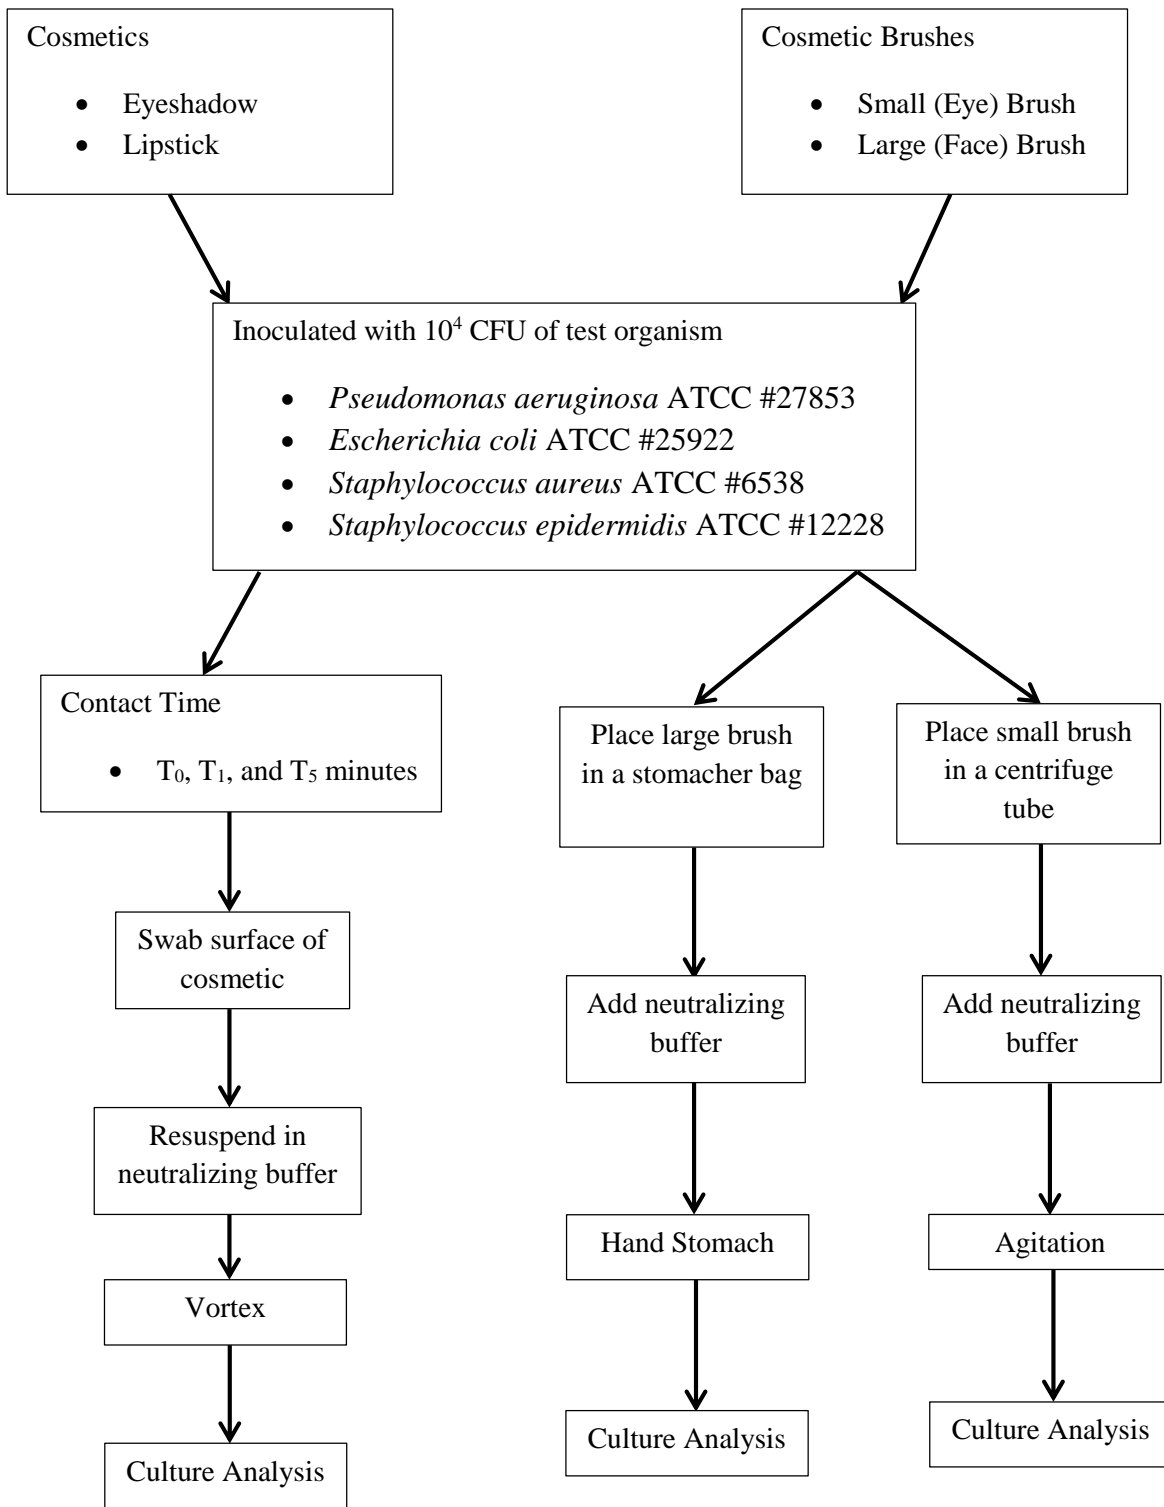 Cosmetics
• Eyeshadow
• Lipstick
Cosmetic Brushes
• Small (Eye) Brush
• Large (Face) Brush
Inoculated with 10⁴ CFU of test organism
• Pseudomonas aeruginosa ATCC #27853
• Escherichia coli ATCC #25922
• Staphylococcus aureus ATCC #6538
• Staphylococcus epidermidis ATCC #12228
Contact Time
• T₀, T₁, and T₅ minutes
Swab surface of
cosmetic
Resuspend in
neutralizing buffer
Vortex
Culture Analysis
Place large brush
in a stomacher bag
Add neutralizing
buffer
Hand Stomach
Culture Analysis
Place small brush
in a centrifuge
tube
Add neutralizing
buffer
Agitation
Culture Analysis